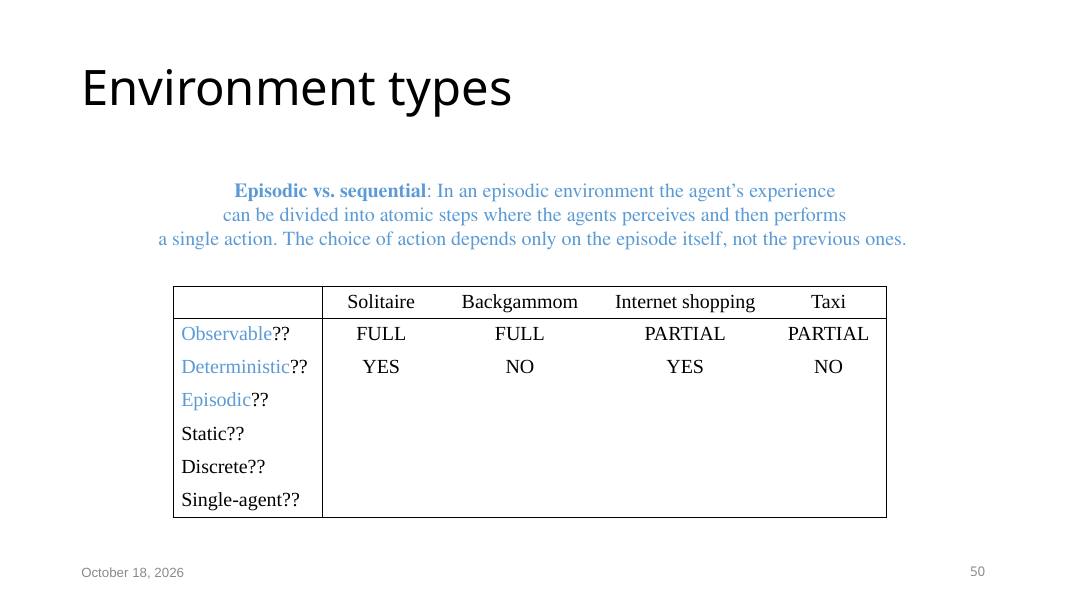 Environment types
Episodic vs. sequential: In an episodic environment the agent’s experience
can be divided into atomic steps where the agents perceives and then performs
a single action. The choice of action depends only on the episode itself, not the previous ones.
Solitaire Backgammom Internet shopping Taxi
Observable?? FULL FULL PARTIAL PARTIAL
Deterministic?? YES NO YES NO
Episodic??
Static??
Discrete??
Single-agent??
October 18, 2026 50